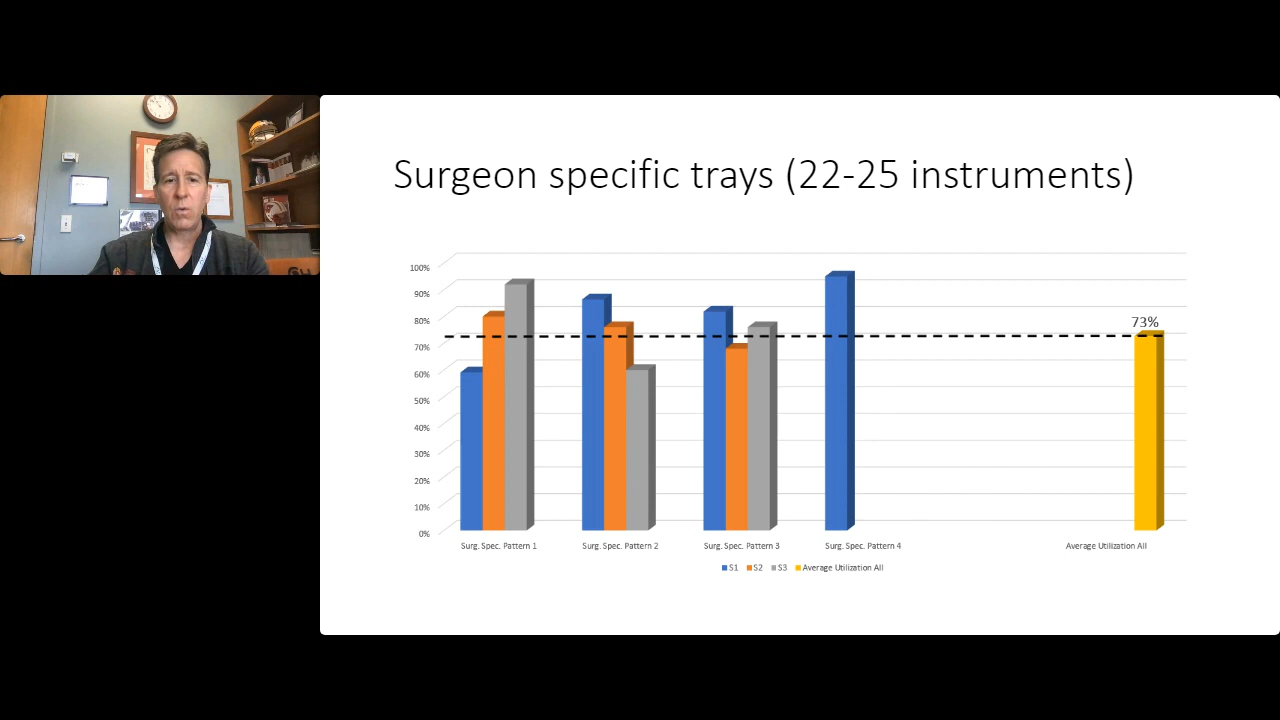 Surgeon specific trays (22-25 instruments)
100%
90%
80%
70%
60%
50%
40%
30%
20%
10%
0%
73%
Surg. Spec. Pattern 1
Surg. Spec. Pattern 2
Surg. Spec. Pattern 3
Surg. Spec. Pattern 4
Average Utilization All
S1 S2 S3 Average Utilization All